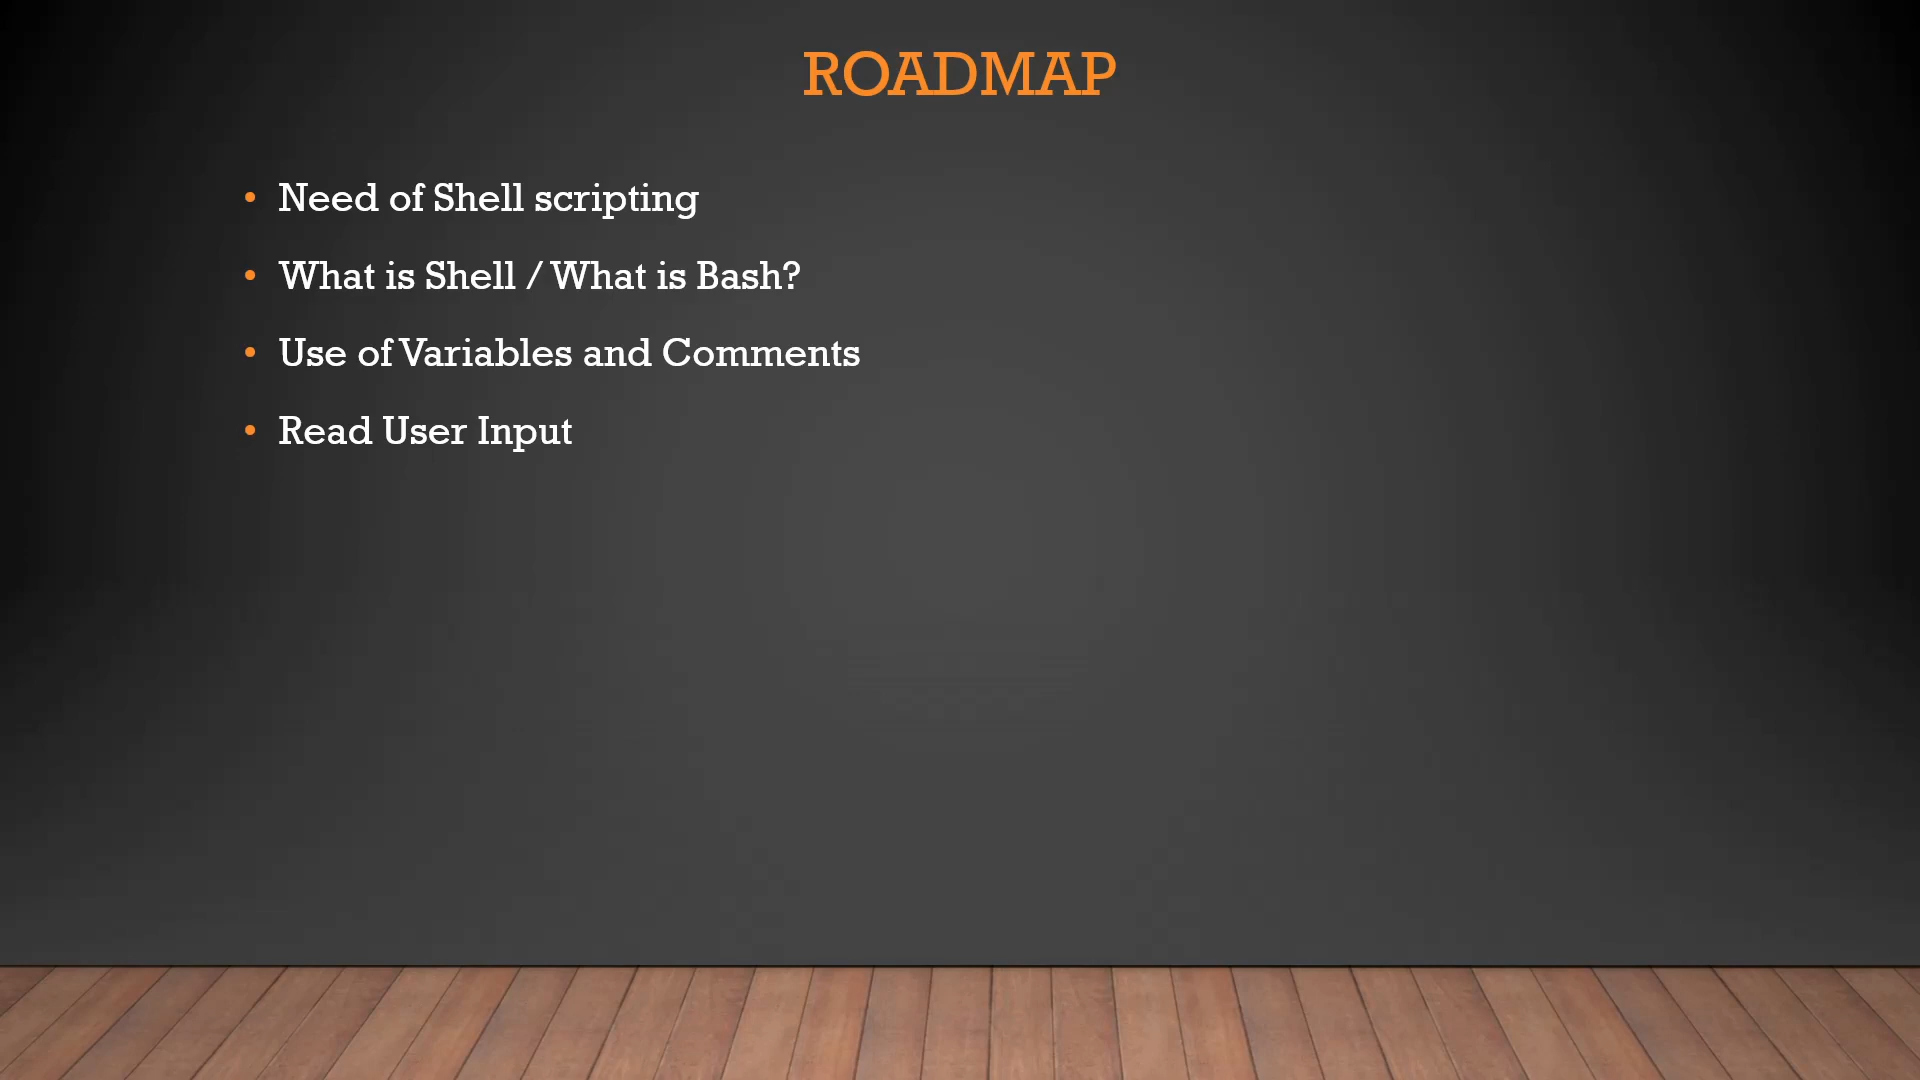 ROADMAP
• Need of Shell scripting
• What is Shell / What is Bash?
• Use of Variables and Comments
• Read User Input